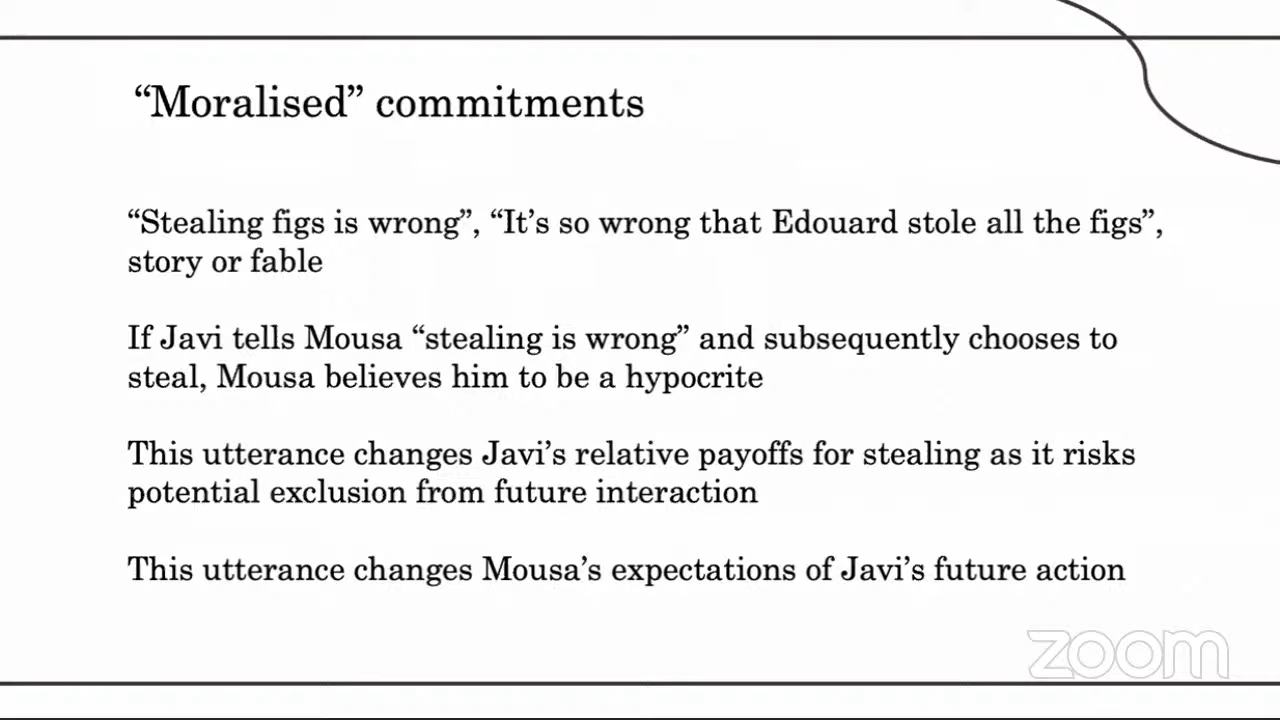 “Moralised” commitments
“Stealing figs is wrong”, “It’s so wrong that Edouard stole all the figs”,
story or fable
If Javi tells Mousa “stealing is wrong” and subsequently chooses to
steal, Mousa believes him to be a hypocrite
This utterance changes Javi’s relative payoffs for stealing as it risks
potential exclusion from future interaction
This utterance changes Mousa’s expectations of Javi’s future action
zoom